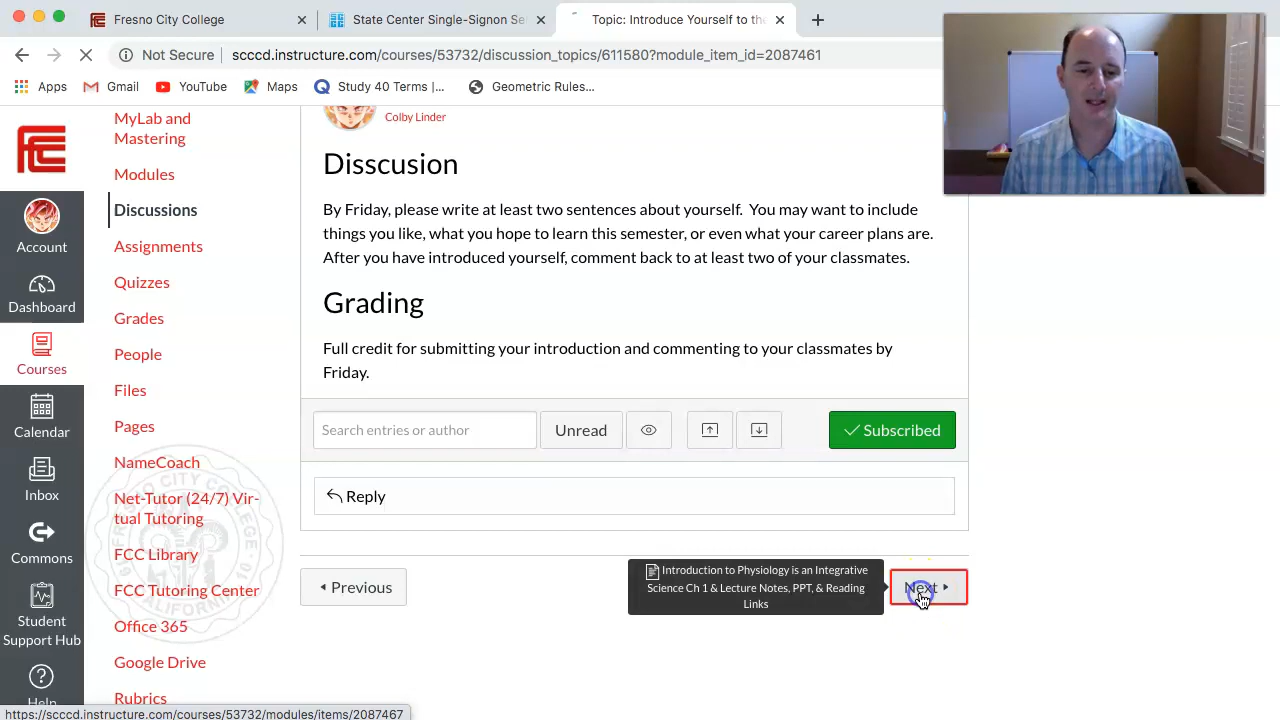 Fresno City College
State Center Single-Signon Se
Topic: Introduce Yourself to the
Not Secure
scccd.instructure.com/courses/53732/discussion_topics/611580?module_item_id=2087461
Apps
Gmail
YouTube
Maps
Study 40 Terms |...
Geometric Rules...
Account
Dashboard
Courses
Calendar
Inbox
Commons
Student
Support Hub
Help
MyLab and
Mastering
Modules
Discussions
Assignments
Quizzes
Grades
People
Files
Pages
NameCoach
Net-Tutor (24/7) Vir-
tual Tutoring
FCC Library
FCC Tutoring Center
Office 365
Google Drive
Rubrics
Colby Linder
Disscusion
By Friday, please write at least two sentences about yourself. You may want to include
things you like, what you hope to learn this semester, or even what your career plans are.
After you have introduced yourself, comment back to at least two of your classmates.
Grading
Full credit for submitting your introduction and commenting to your classmates by
Friday.
Search entries or author
Unread
Subscribed
Reply
Previous
Introduction to Physiology is an Integrative
Science Ch 1 & Lecture Notes, PPT, & Reading
Links
Next
https://scccd.instructure.com/courses/53732/modules/items/2087467